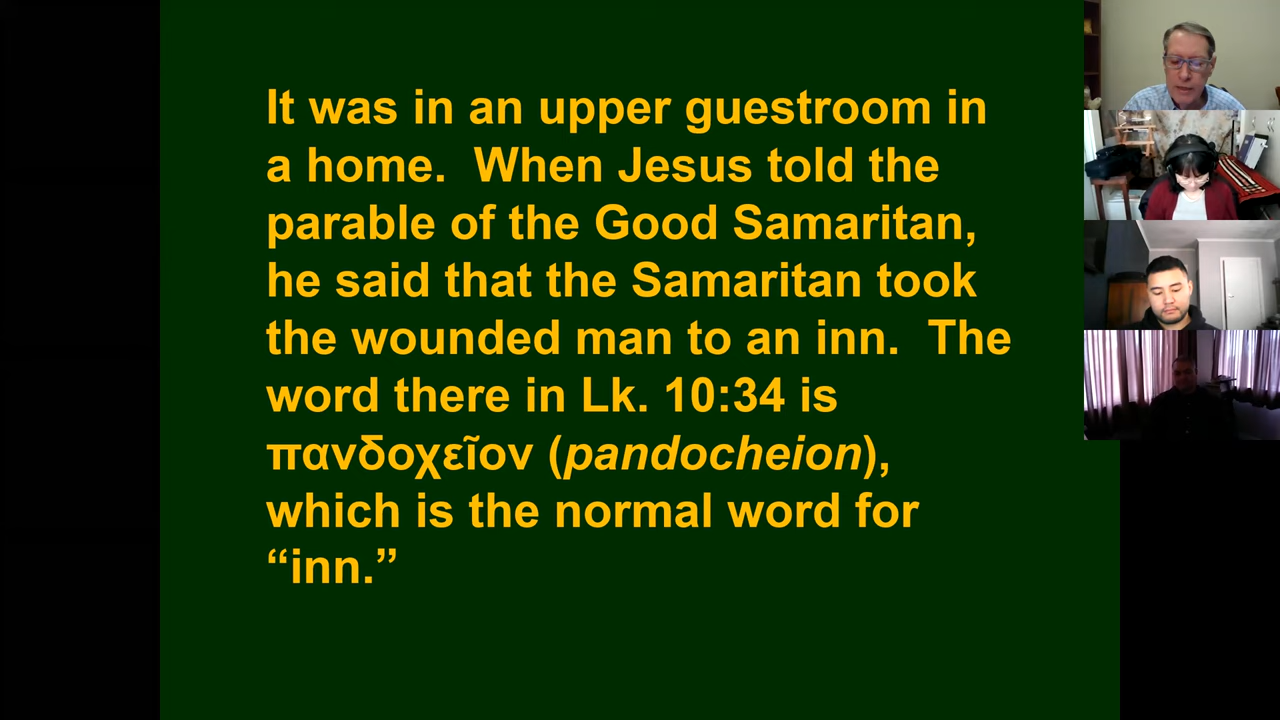 It was in an upper guestroom in
a home.  When Jesus told the
parable of the Good Samaritan,
he said that the Samaritan took
the wounded man to an inn.  The
word there in Lk. 10:34 is
πανδοχεῖον (pandocheion),
which is the normal word for
“inn.”